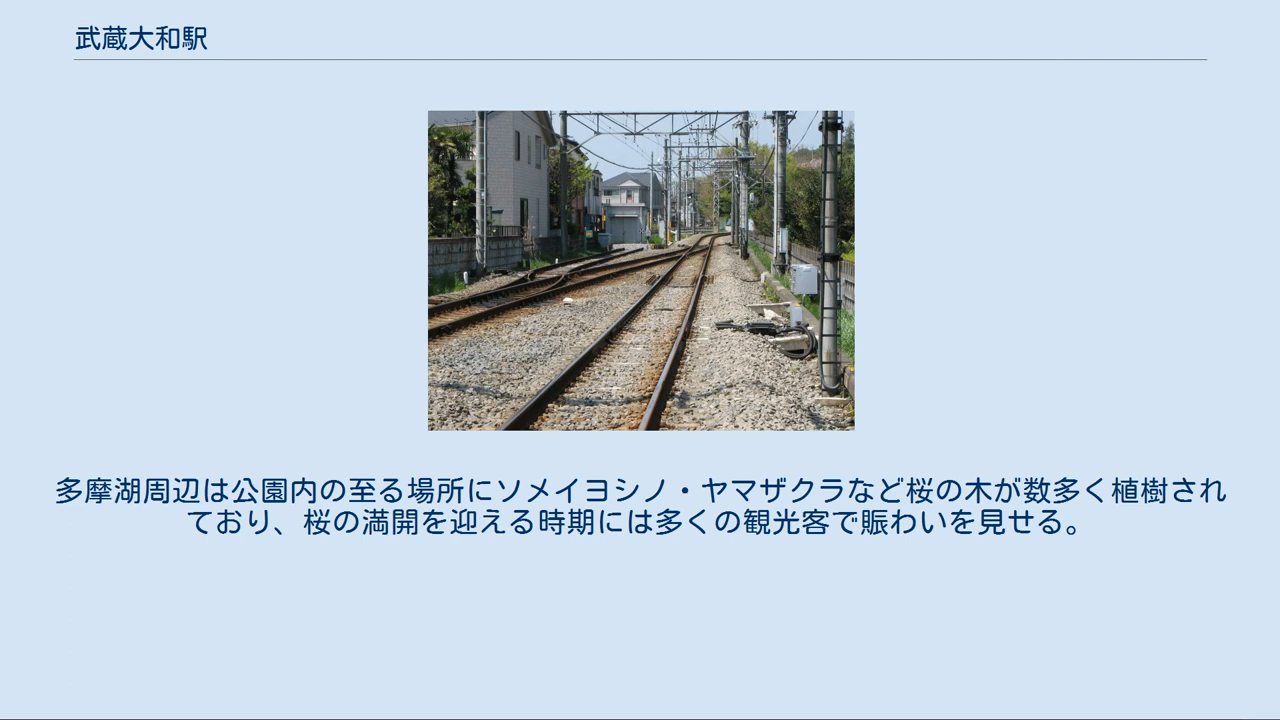 武蔵大和駅
多摩湖周辺は公園内の至る場所にソメイヨシノ・ヤマザクラなど桜の木が数多く植樹され
ており、桜の満開を迎える時期には多くの観光客で賑わいを見せる。